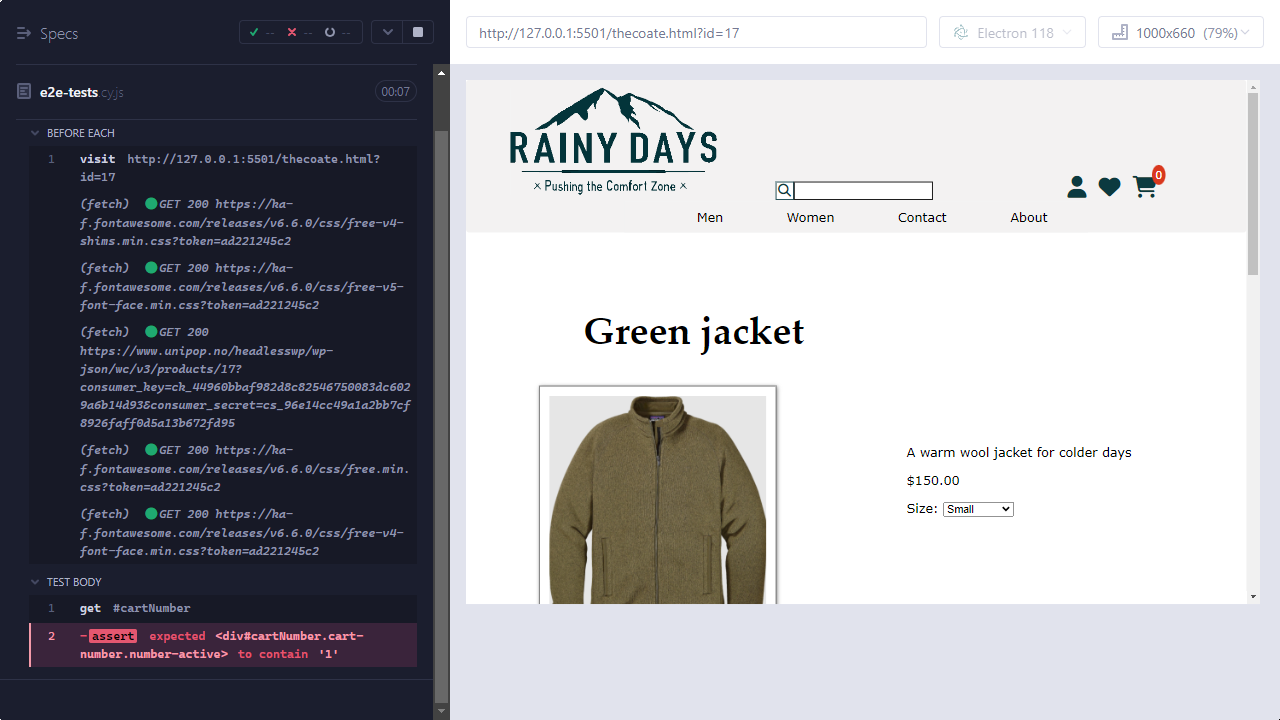 Specs
-- -- --
e2e-tests.cy.js 00:07
BEFORE EACH
1 visit http://127.0.0.1:5501/thecoate.html?
id=17
(fetch) GET 200 https://ka-
f.fontawesome.com/releases/v6.6.0/css/free-v4-
shims.min.css?token=ad221245c2
(fetch) GET 200 https://ka-
f.fontawesome.com/releases/v6.6.0/css/free-v5-
font-face.min.css?token=ad221245c2
(fetch) GET 200
https://www.unipop.no/headlesswp/wp-
json/wc/v3/products/17?
consumer_key=ck_44960bbaf982d8c82546750083dc602
9a6b14d93&consumer_secret=cs_96e14cc49a1a2bb7cf
8926faff0d5a13b672fd95
(fetch) GET 200 https://ka-
f.fontawesome.com/releases/v6.6.0/css/free.min.
css?token=ad221245c2
(fetch) GET 200 https://ka-
f.fontawesome.com/releases/v6.6.0/css/free-v4-
font-face.min.css?token=ad221245c2
TEST BODY
1 get #cartNumber
2 -assert expected <div#cartNumber.cart-
number.number-active> to contain '1'
http://127.0.0.1:5501/thecoate.html?id=17
Electron 118
1000x660 (79%)
RAINY DAYS
× Pushing the Comfort Zone ×
0
Men Women Contact About
Green jacket
A warm wool jacket for colder days
$150.00
Size: Small